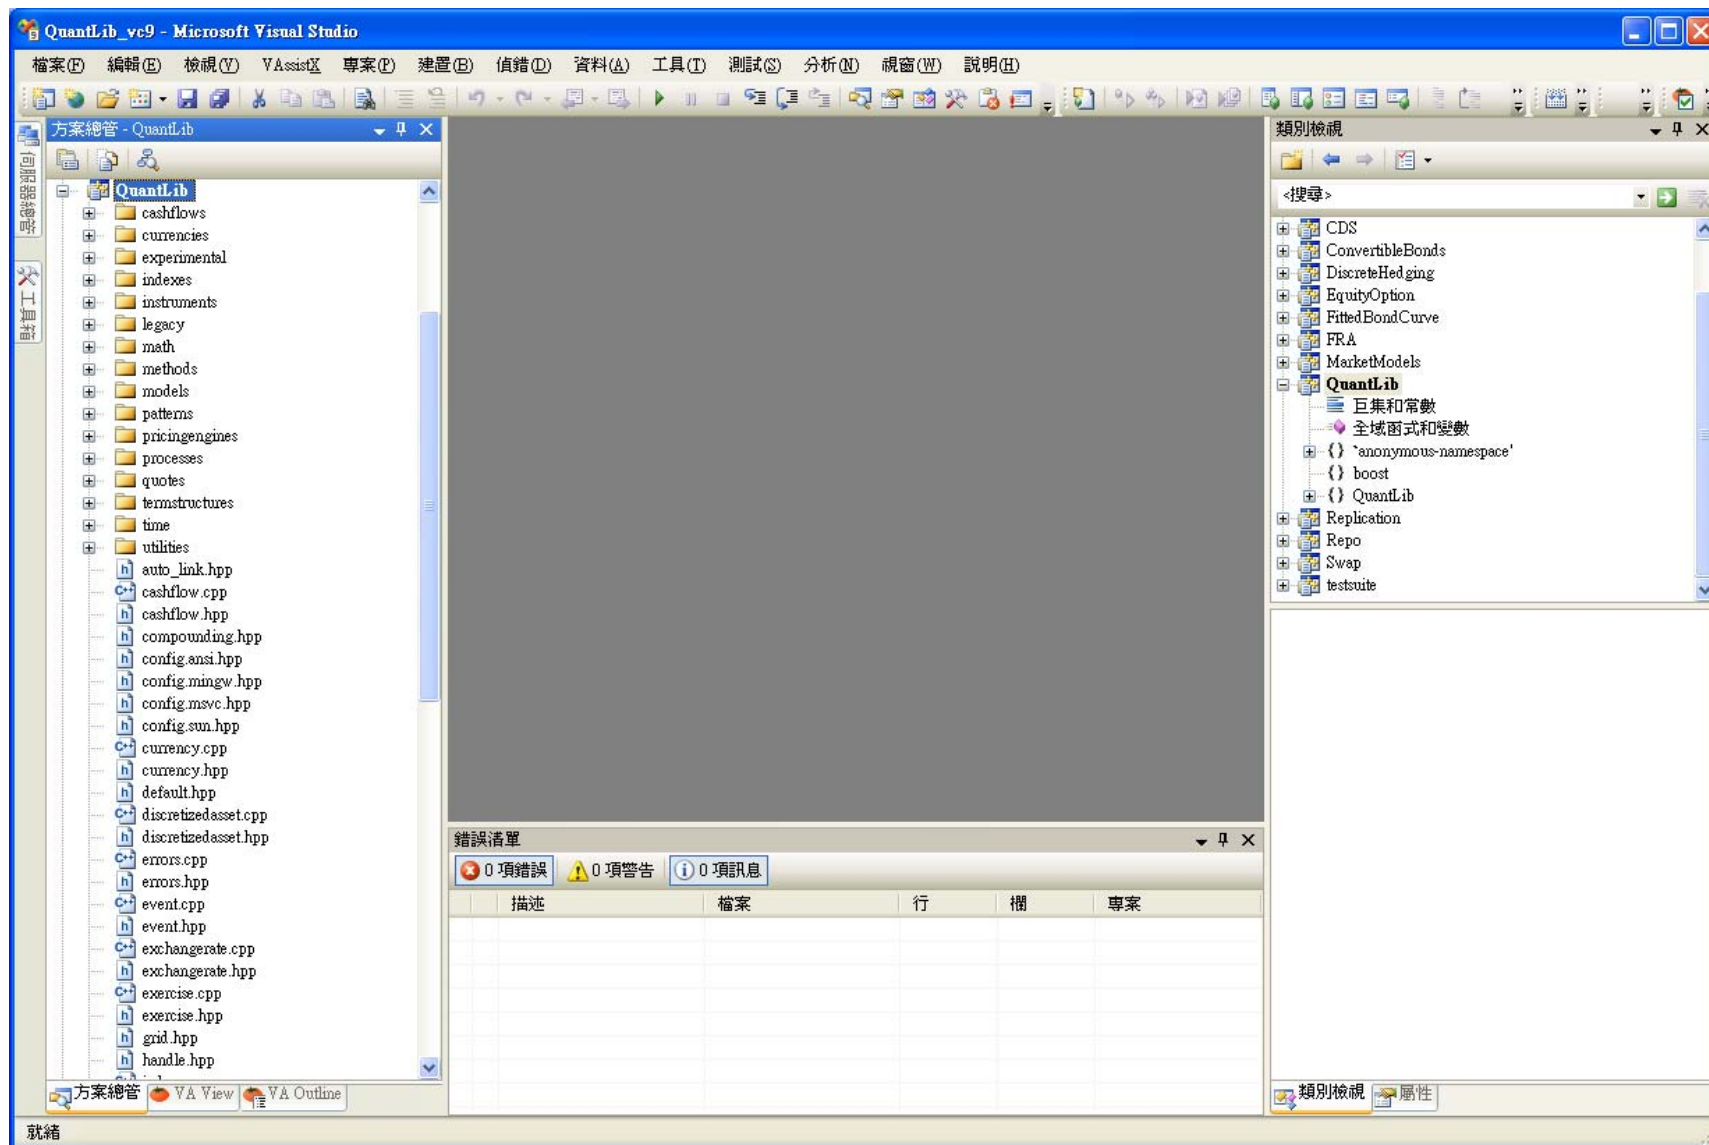 QuantLib_vc9 - Microsoft Visual Studio
檔案(F) 編輯(E) 檢視(V) VAssistX 專案(P) 建置(B) 偵錯(D) 資料(A) 工具(T) 測試(S) 分析(N) 視窗(W) 說明(H)
伺服器總管
工具箱
方案總管 - QuantLib
QuantLib
cashflows
currencies
experimental
indexes
instruments
legacy
math
methods
models
patterns
pricingengines
processes
quotes
termstructures
time
utilities
auto_link.hpp
cashflow.cpp
cashflow.hpp
compounding.hpp
config.ansi.hpp
config.mingw.hpp
config.msvc.hpp
config.sun.hpp
currency.cpp
currency.hpp
default.hpp
discretizedasset.cpp
discretizedasset.hpp
errors.cpp
errors.hpp
event.cpp
event.hpp
exchangerate.cpp
exchangerate.hpp
exercise.cpp
exercise.hpp
grid.hpp
handle.hpp
方案總管 VA View VA Outline
錯誤清單
0 項錯誤 0 項警告 0 項訊息
描述 檔案 行 欄 專案
類別檢視
<搜尋>
CDS
ConvertibleBonds
DiscreteHedging
EquityOption
FittedBondCurve
FRA
MarketModels
QuantLib
巨集和常數
全域函式和變數
{} `anonymous-namespace'
{} boost
{} QuantLib
Replication
Repo
Swap
testsuite
類別檢視 屬性
就緒